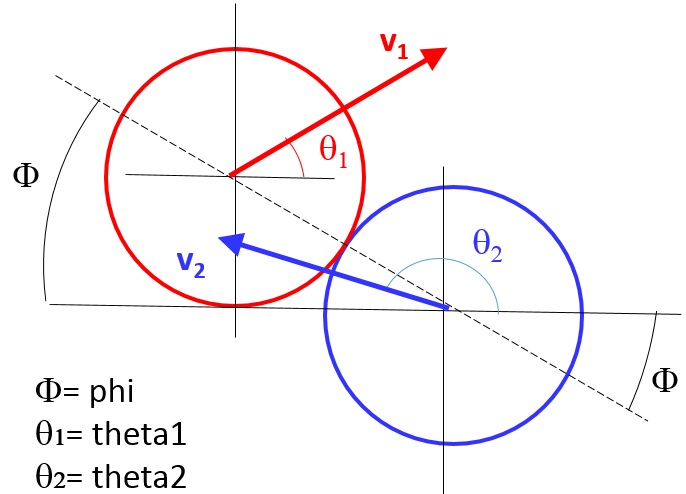 v₁
θ₁
Φ
v₂
θ₂
Φ
Φ= phi
θ₁= theta1
θ₂= theta2